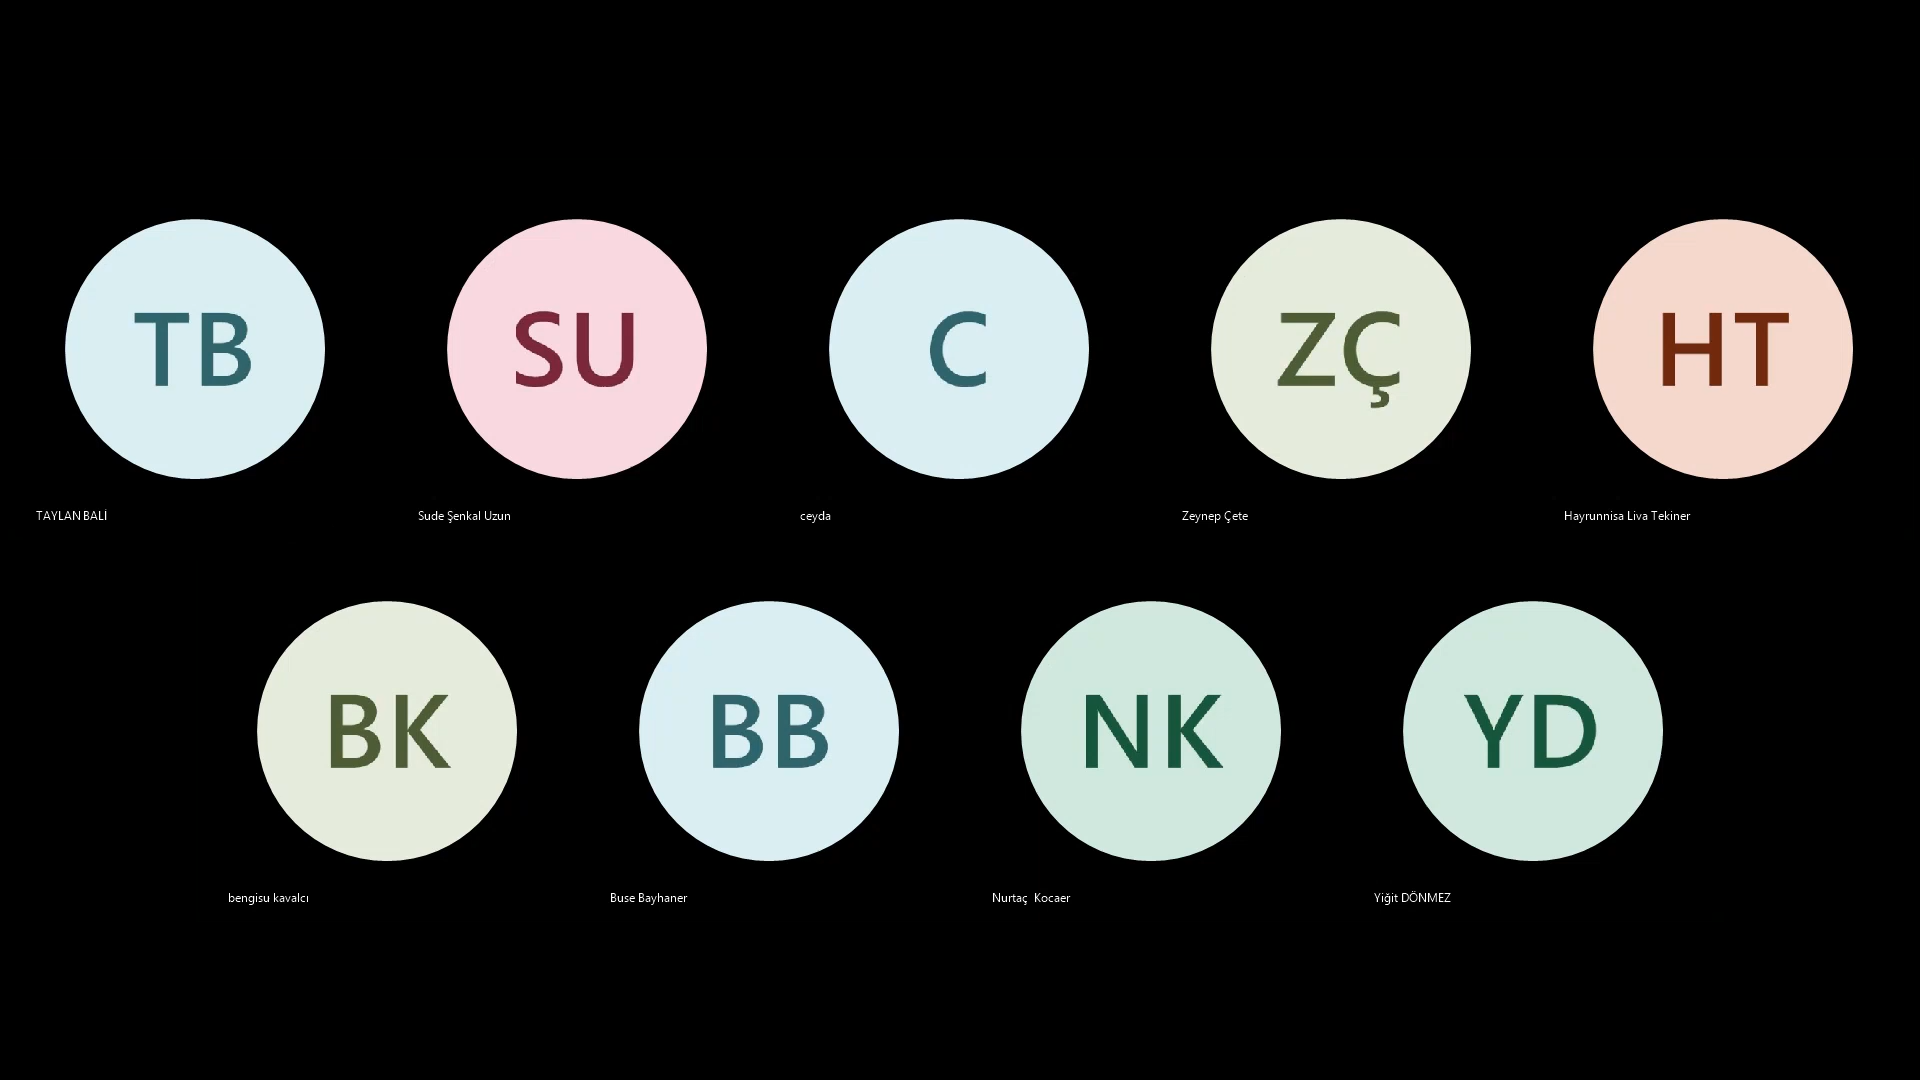 TB
SU
C
ZÇ
HT
TAYLAN BALİ
Sude Şenkal Uzun
ceyda
Zeynep Çete
Hayrunnisa Liva Tekiner
BK
BB
NK
YD
bengisu kavalcı
Buse Bayhaner
Nurtaç  Kocaer
Yiğit DÖNMEZ